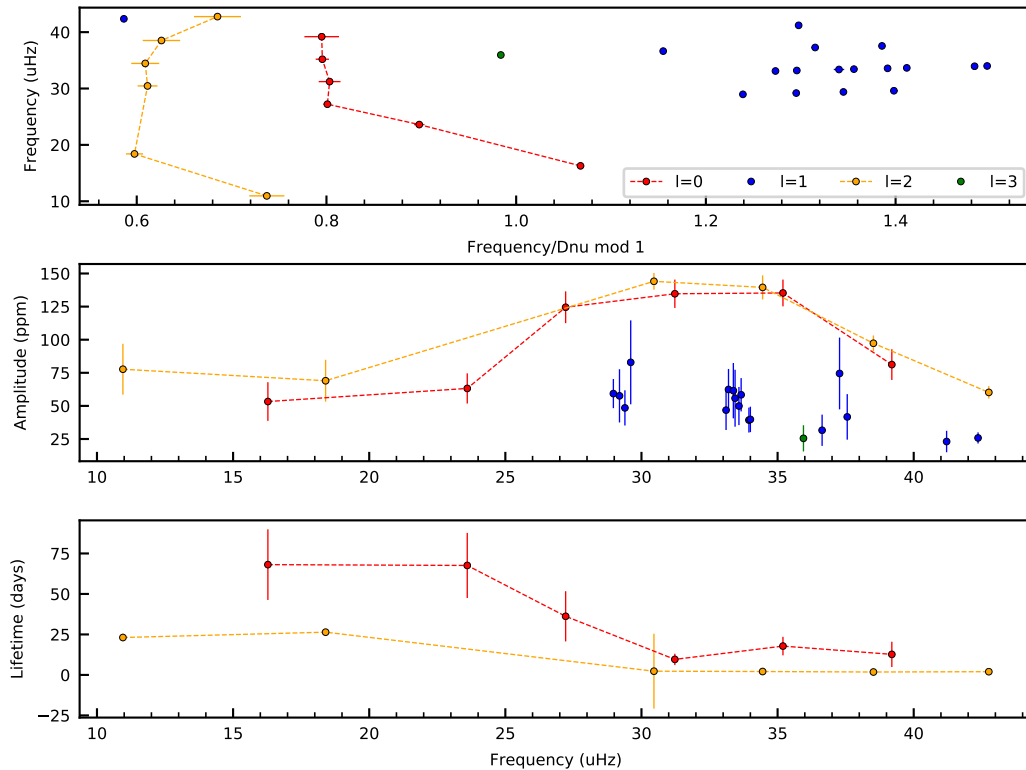 Frequency (uHz)
40
30
20
10
0.6 0.8 1.0 1.2 1.4
l=0 l=1 l=2 l=3
Frequency/Dnu mod 1
Amplitude (ppm)
150
125
100
75
50
25
10 15 20 25 30 35 40
Lifetime (days)
75
50
25
0
−25
10 15 20 25 30 35 40
Frequency (uHz)